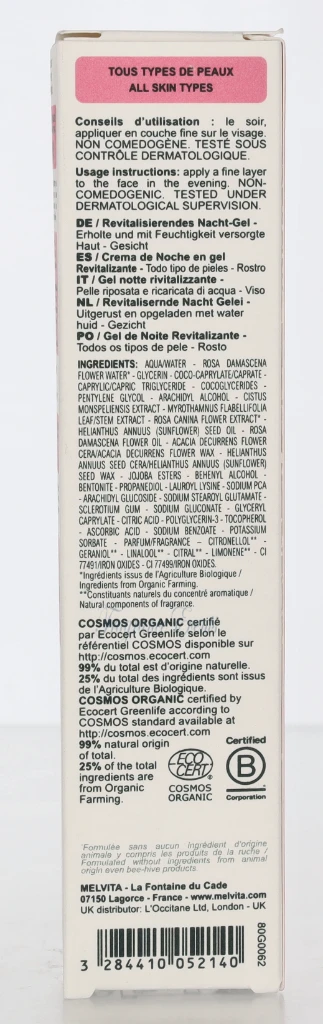 TOUS TYPES DE PEAUX
ALL SKIN TYPES
Conseils d'utilisation : le soir,
appliquer en couche fine sur le visage.
NON COMEDOGÈNE. TESTÉ SOUS
CONTRÔLE DERMATOLOGIQUE.
Usage instructions: apply a fine layer
to the face in the evening. NON-
COMEDOGENIC. TESTED UNDER
DERMATOLOGICAL SUPERVISION.
DE / Revitalisierendes Nacht-Gel -
Erholte und mit Feuchtigkeit versorgte
Haut - Gesicht
ES / Crema de Noche en gel
Revitalizante - Todo tipo de pieles - Rostro
IT / Gel notte rivitalizzante -
Pelle riposata e ricaricata di acqua - Viso
NL / Revitalisernde Nacht Gelei -
Uitgerust en opgeladen met water
huid - Gezicht
PO / Gel de Noite Revitalizante -
Todos os tipos de pele - Rosto
INGREDIENTS: AQUA/WATER - ROSA DAMASCENA
FLOWER WATER* - GLYCERIN - COCO-CAPRYLATE/CAPRATE -
CAPRYLIC/CAPRIC TRIGLYCERIDE - COCOGLYCERIDES -
PENTYLENE GLYCOL - ARACHIDYL ALCOHOL - CISTUS
MONSPELIENSIS EXTRACT - MYROTHAMNUS FLABELLIFOLIA
LEAF/STEM EXTRACT - ROSA CANINA FLOWER EXTRACT* -
HELIANTHUS ANNUUS (SUNFLOWER) SEED OIL - ROSA
DAMASCENA FLOWER OIL - ACACIA DECURRENS FLOWER
CERA/ACACIA DECURRENS FLOWER WAX - HELIANTHUS
ANNUUS SEED CERA/HELIANTHUS ANNUUS (SUNFLOWER)
SEED WAX - JOJOBA ESTERS - BEHENYL ALCOHOL -
BENTONITE - PROPANEDIOL - LAUROYL LYSINE - SODIUM PCA
- ARACHIDYL GLUCOSIDE - SODIUM STEAROYL GLUTAMATE -
SCLEROTIUM GUM - SODIUM GLUCONATE - GLYCERYL
CAPRYLATE - CITRIC ACID - POLYGLYCERIN-3 - TOCOPHEROL
- ASCORBIC ACID - SODIUM BENZOATE - POTASSIUM
SORBATE - PARFUM/FRAGRANCE - CITRONELLOL** -
GERANIOL** - LINALOOL** - CITRAL** - LIMONENE** - CI
77491/IRON OXIDES - CI 77499/IRON OXIDES.
*Ingrédients issus de l'Agriculture Biologique /
Ingredients from Organic Farming.
**Constituants naturels du concentré aromatique /
Natural components of fragrance.
COSMOS ORGANIC certifié
par Ecocert Greenlife selon le
référentiel COSMOS disponible sur
http://cosmos.ecocert.com
99% du total est d'origine naturelle.
25% du total des ingrédients sont issus
de l'Agriculture Biologique.
COSMOS ORGANIC certified by
Ecocert Greenlife according to
COSMOS standard available at
http://cosmos.ecocert.com
99% natural origin
of total.
25% of the total
ingredients are
from Organic
Farming.
ECO
CERT
COSMOS
ORGANIC
Certified
B
Corporation
Formulée sans aucun ingrédient d'origine
animale y compris les produits de la ruche /
Formulated without ingredients from animal
origin even bee-hive products.
MELVITA - La Fontaine du Cade
07150 Lagorce - France - www.melvita.com
UK distributor: L'Occitane Ltd, London - UK
80G0062
3 284410 052140